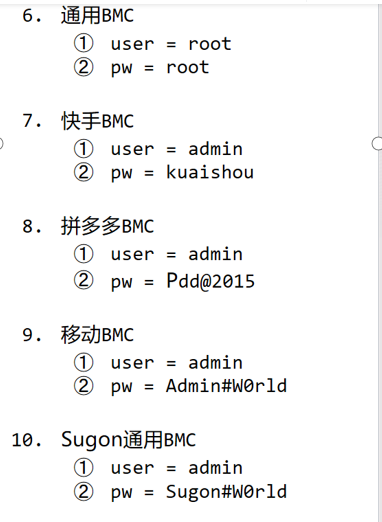 6. 通用BMC
① user = root
② pw = root
7. 快手BMC
① user = admin
② pw = kuaishou
8. 拼多多BMC
① user = admin
② pw = Pdd@2015
9. 移动BMC
① user = admin
② pw = Admin#W0rld
10. Sugon通用BMC
① user = admin
② pw = Sugon#W0rld